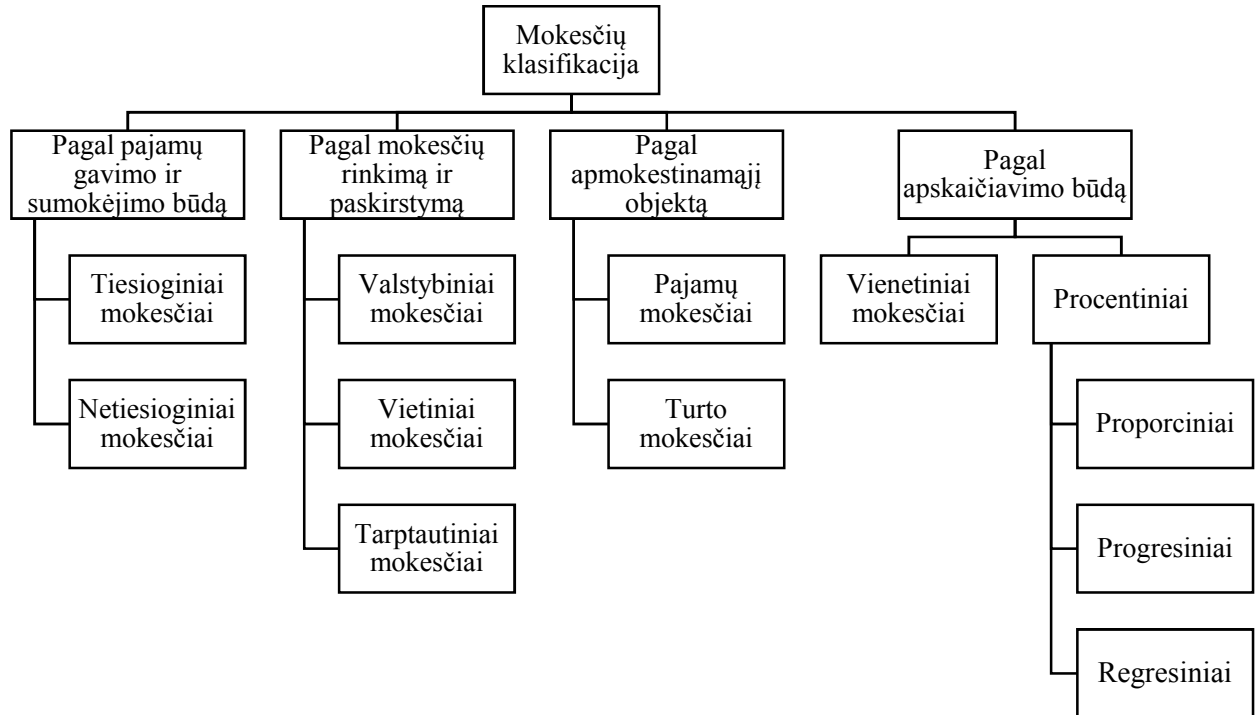 Mokesčių
klasifikacija
Pagal pajamų
gavimo ir
sumokėjimo būdą
Tiesioginiai
mokesčiai
Netiesioginiai
mokesčiai
Pagal mokesčių
rinkimą ir
paskirstymą
Valstybiniai
mokesčiai
Vietiniai
mokesčiai
Tarptautiniai
mokesčiai
Pagal
apmokestinamąjį
objektą
Pajamų
mokesčiai
Turto
mokesčiai
Pagal
apskaičiavimo būdą
Vienetiniai
mokesčiai
Procentiniai
Proporciniai
Progresiniai
Regresiniai